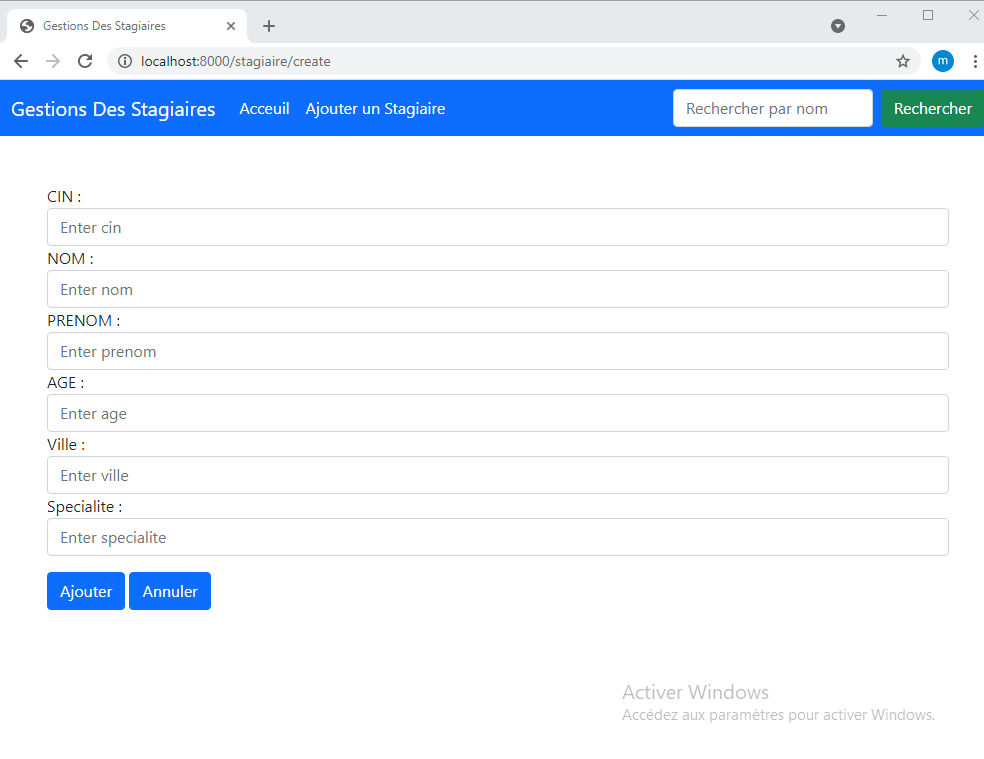 Gestions Des Stagiaires
localhost:8000/stagiaire/create
m
Gestions Des Stagiaires Acceuil Ajouter un Stagiaire Rechercher par nom Rechercher
CIN :
Enter cin
NOM :
Enter nom
PRENOM :
Enter prenom
AGE :
Enter age
Ville :
Enter ville
Specialite :
Enter specialite
Ajouter Annuler
Activer Windows
Accédez aux paramètres pour activer Windows.